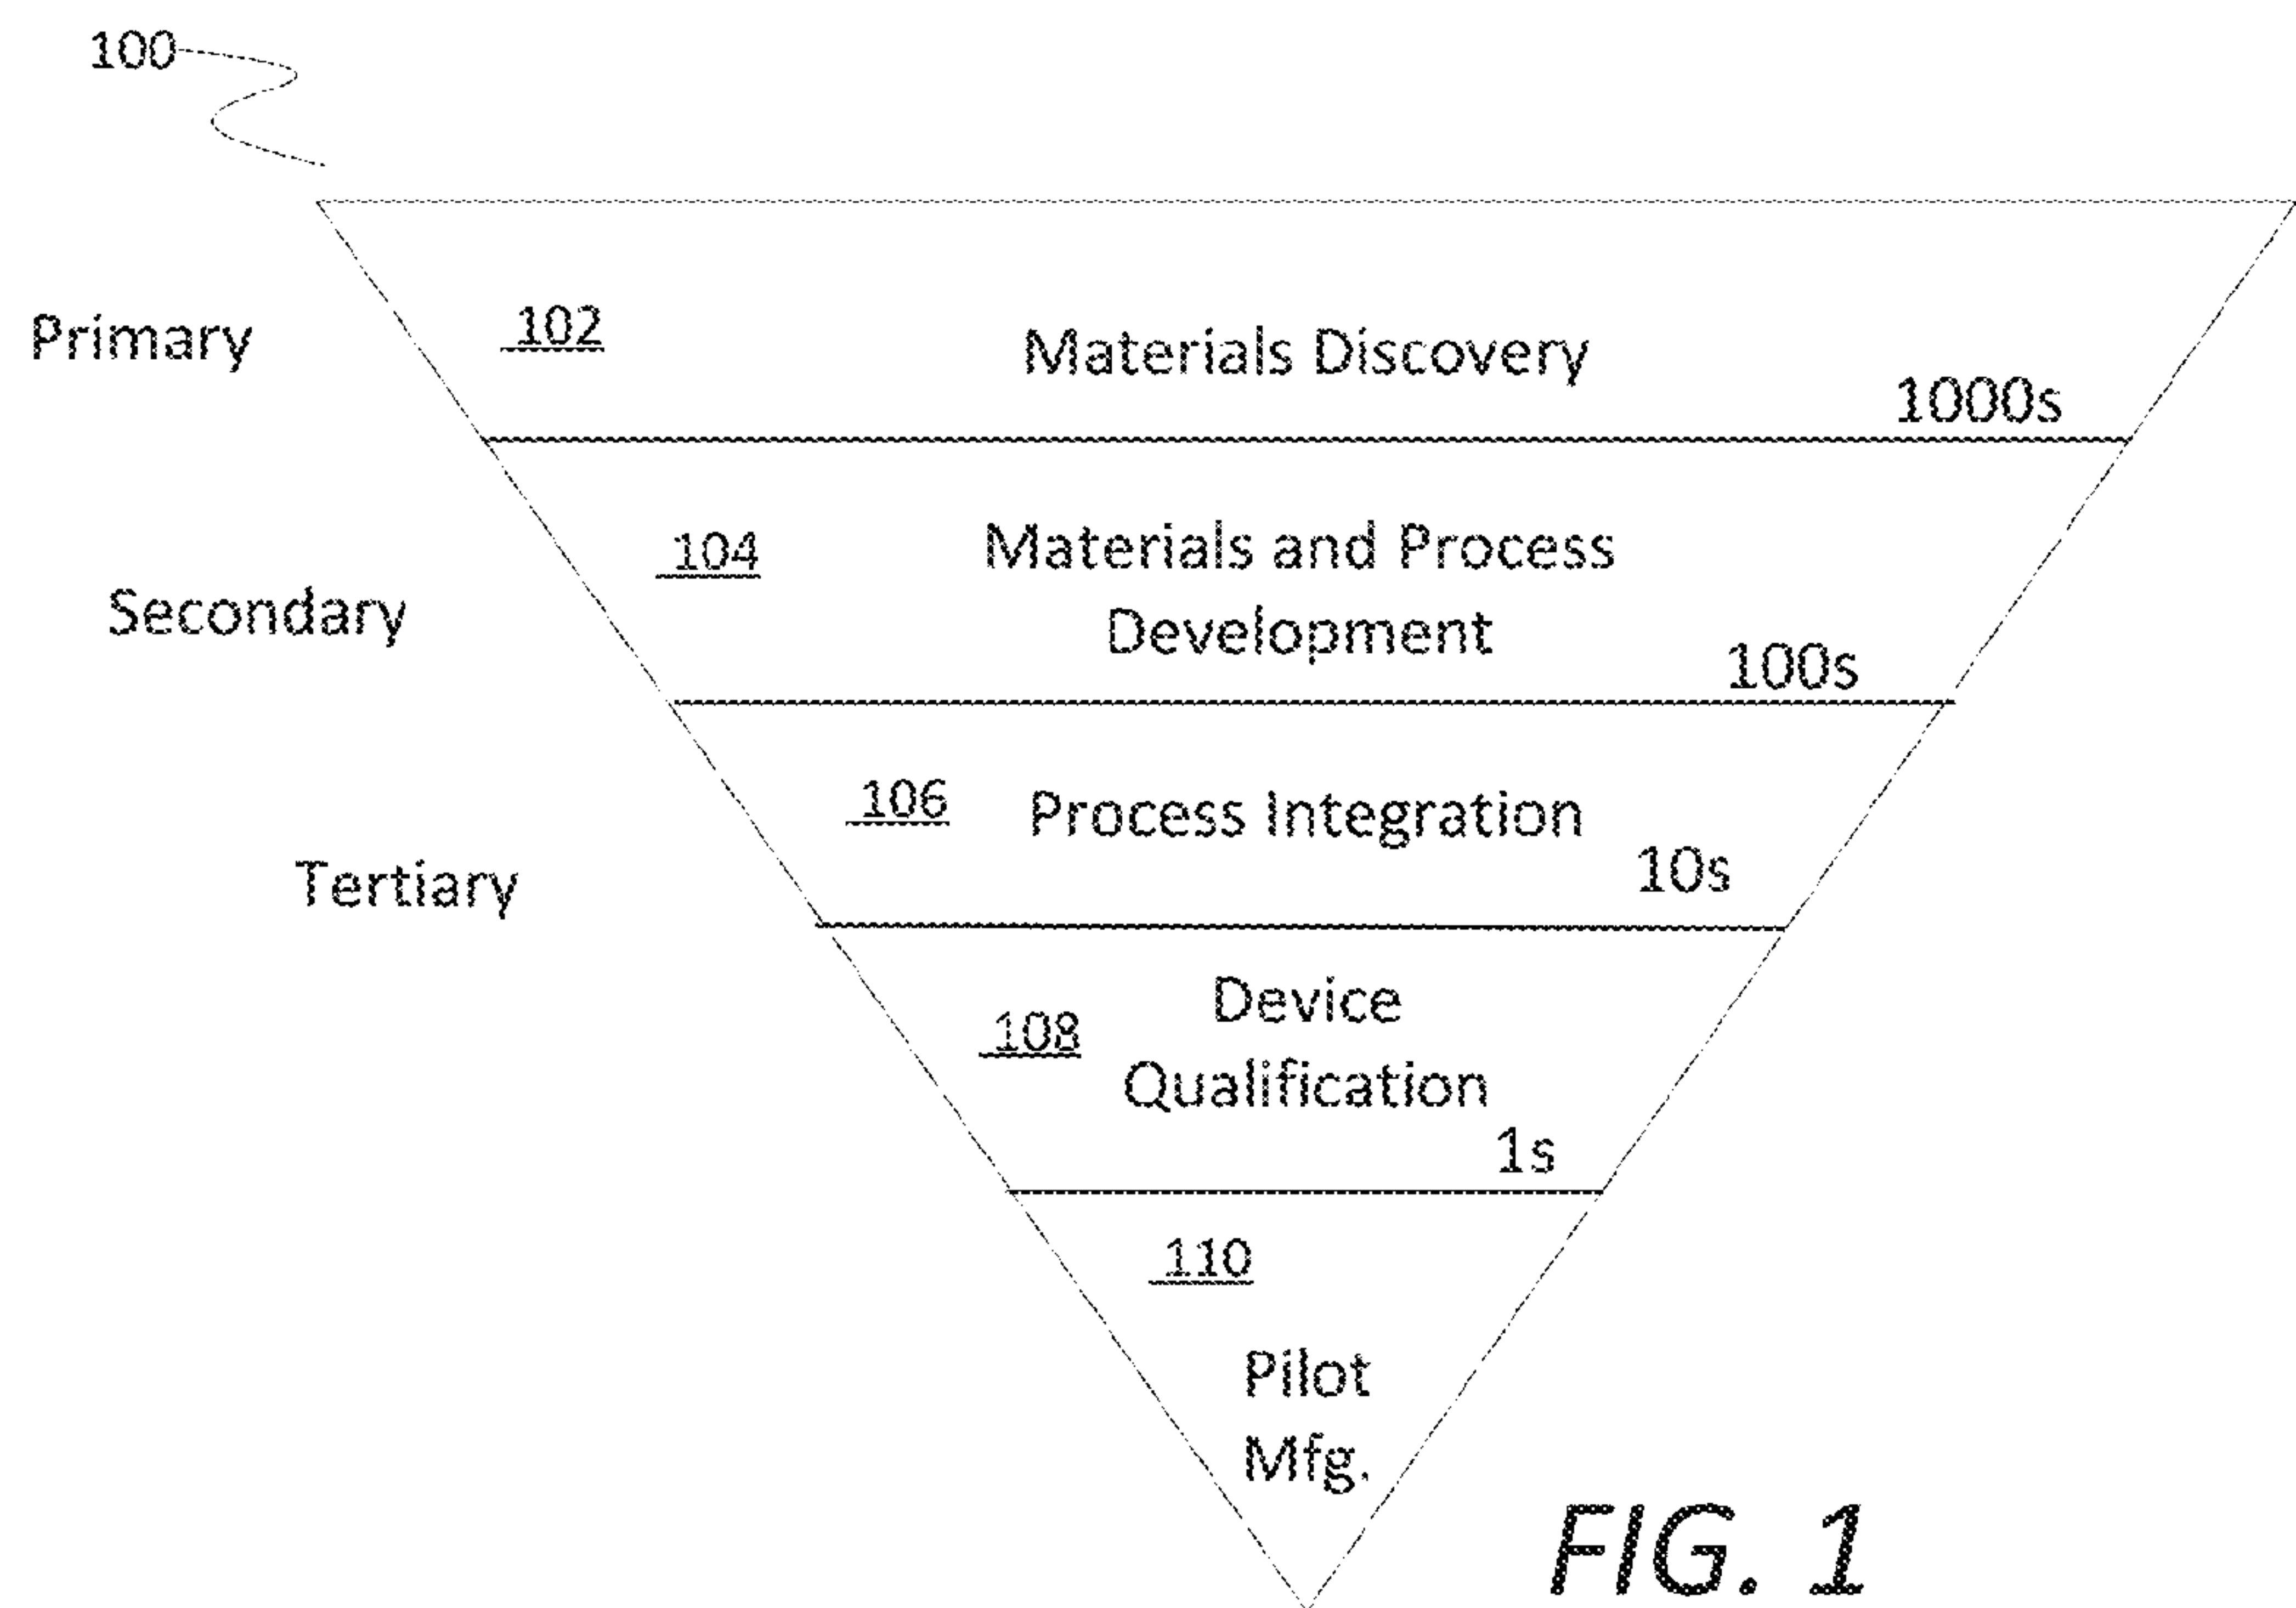 100
Primary
102
Materials Discovery
1000s
104
Materials and Process
Development
Secondary
100s
106
Process Integration
10s
Tertiary
Device
108
Qualification
1s
110
Pilot
Mfg.
FIG. 1